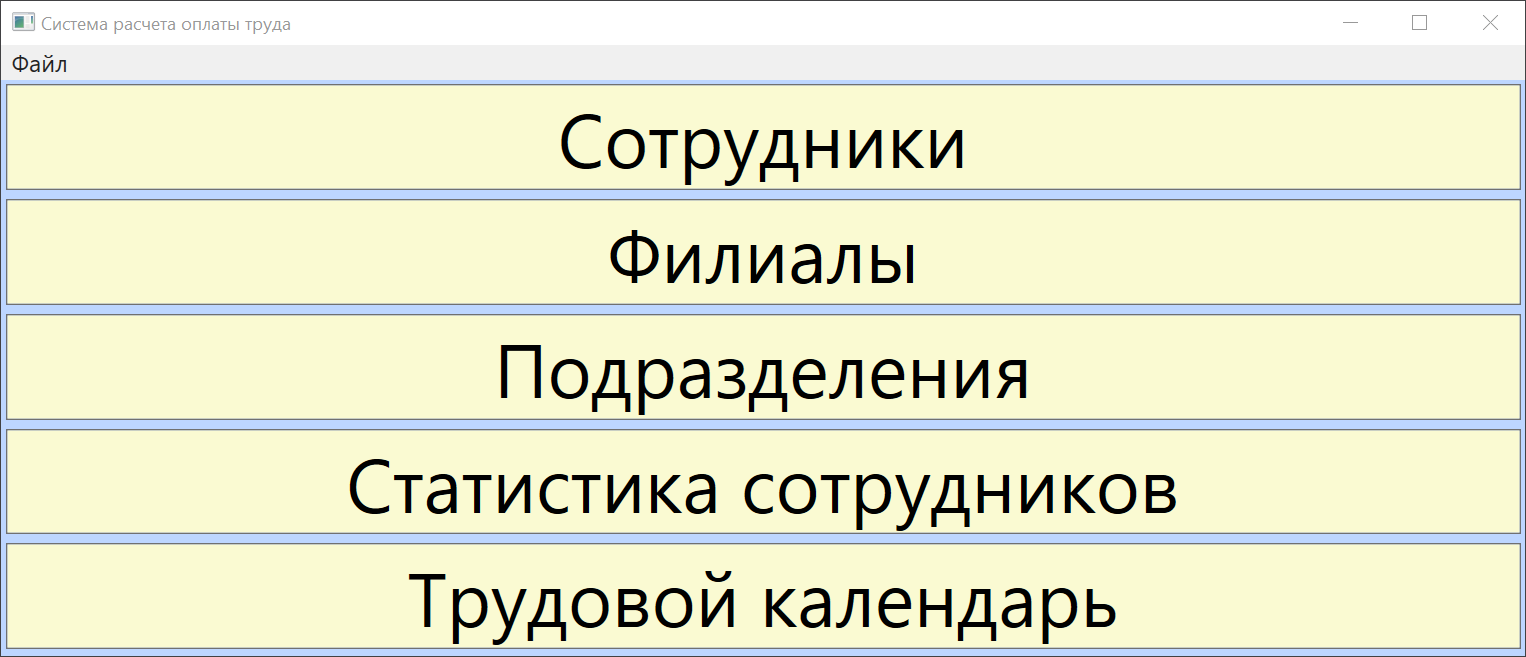 Система расчета оплаты труда
Файл
Сотрудники
Филиалы
Подразделения
Статистика сотрудников
Трудовой календарь